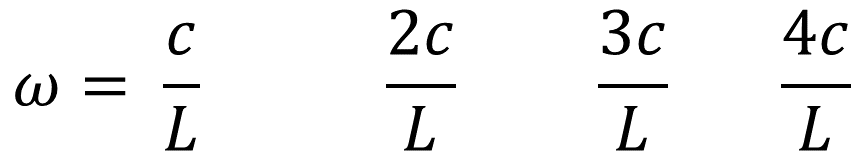 ω = c/L 2c/L 3c/L 4c/L